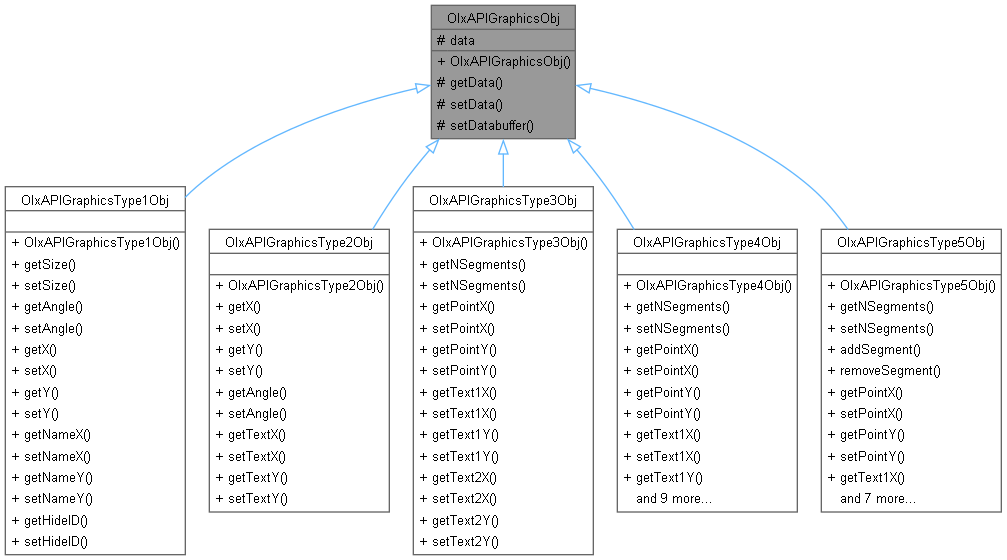 OlxAPIGraphicsObj
# data
+ OlxAPIGraphicsObj()
# getData()
# setData()
# setDatabuffer()
OlxAPIGraphicsType1Obj
+ OlxAPIGraphicsType1Obj()
+ getSize()
+ setSize()
+ getAngle()
+ setAngle()
+ getX()
+ setX()
+ getY()
+ setY()
+ getNameX()
+ setNameX()
+ getNameY()
+ setNameY()
+ getHideID()
+ setHideID()
OlxAPIGraphicsType2Obj
+ OlxAPIGraphicsType2Obj()
+ getX()
+ setX()
+ getY()
+ setY()
+ getAngle()
+ setAngle()
+ getTextX()
+ setTextX()
+ getTextY()
+ setTextY()
OlxAPIGraphicsType3Obj
+ OlxAPIGraphicsType3Obj()
+ getNSegments()
+ setNSegments()
+ getPointX()
+ setPointX()
+ getPointY()
+ setPointY()
+ getText1X()
+ setText1X()
+ getText1Y()
+ setText1Y()
+ getText2X()
+ setText2X()
+ getText2Y()
+ setText2Y()
OlxAPIGraphicsType4Obj
+ OlxAPIGraphicsType4Obj()
+ getNSegments()
+ setNSegments()
+ getPointX()
+ setPointX()
+ getPointY()
+ setPointY()
+ getText1X()
+ setText1X()
+ getText1Y()
and 9 more...
OlxAPIGraphicsType5Obj
+ OlxAPIGraphicsType5Obj()
+ getNSegments()
+ setNSegments()
+ addSegment()
+ removeSegment()
+ getPointX()
+ setPointX()
+ getPointY()
+ setPointY()
+ getText1X()
and 7 more...